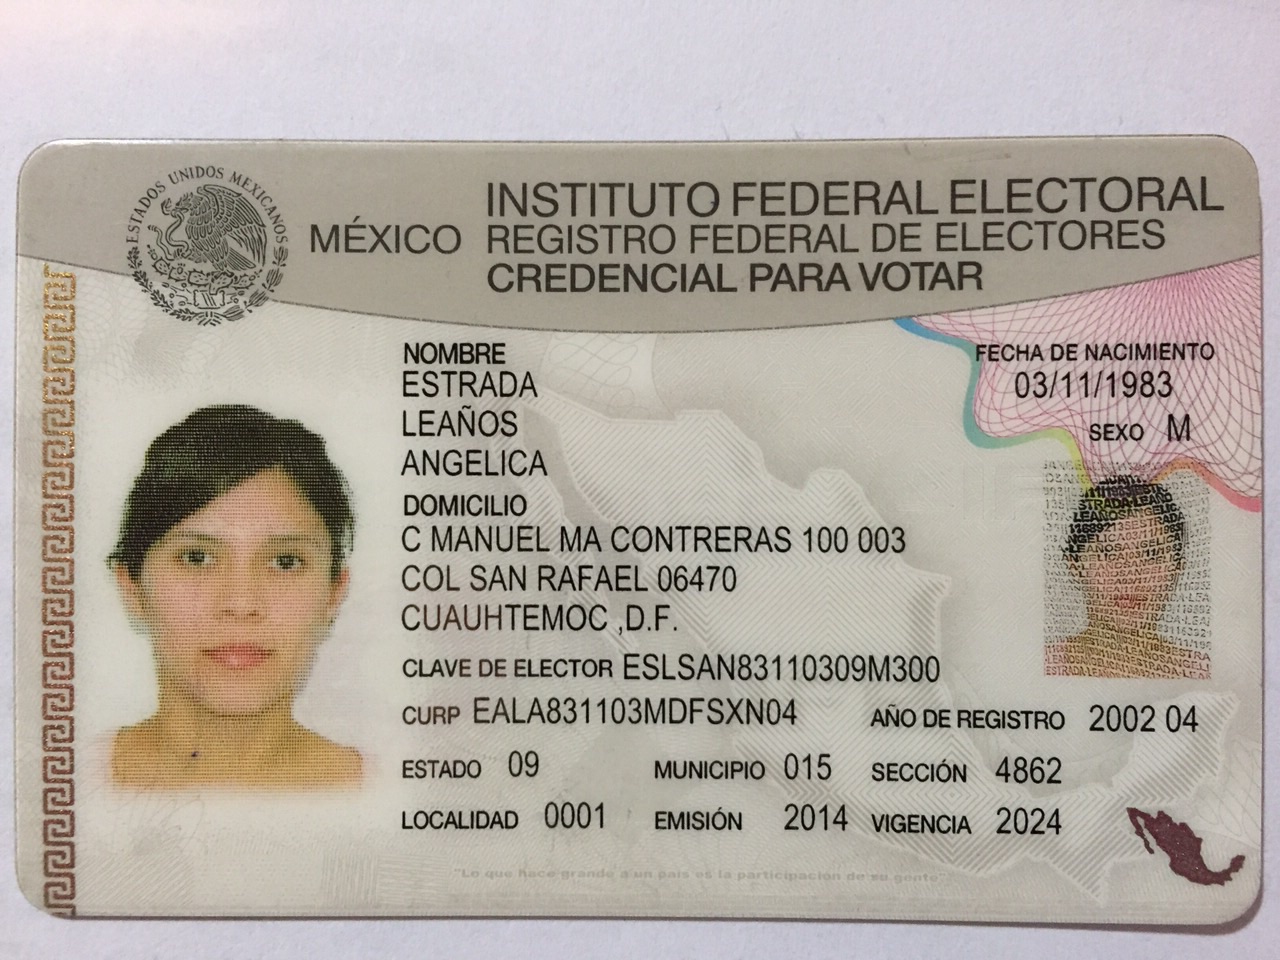 ESTADOS UNIDOS MEXICANOS
MÉXICO
INSTITUTO FEDERAL ELECTORAL
REGISTRO FEDERAL DE ELECTORES
CREDENCIAL PARA VOTAR
NOMBRE
ESTRADA
LEAÑOS
ANGELICA
FECHA DE NACIMIENTO
03/11/1983
SEXO M
DOMICILIO
C MANUEL MA CONTRERAS 100 003
COL SAN RAFAEL 06470
CUAUHTEMOC ,D.F.
CLAVE DE ELECTOR ESLSAN83110309M300
CURP EALA831103MDFSXN04 AÑO DE REGISTRO 2002 04
ESTADO 09 MUNICIPIO 015 SECCIÓN 4862
LOCALIDAD 0001 EMISIÓN 2014 VIGENCIA 2024
"Lo que hace grande a un país es la participación de su gente"